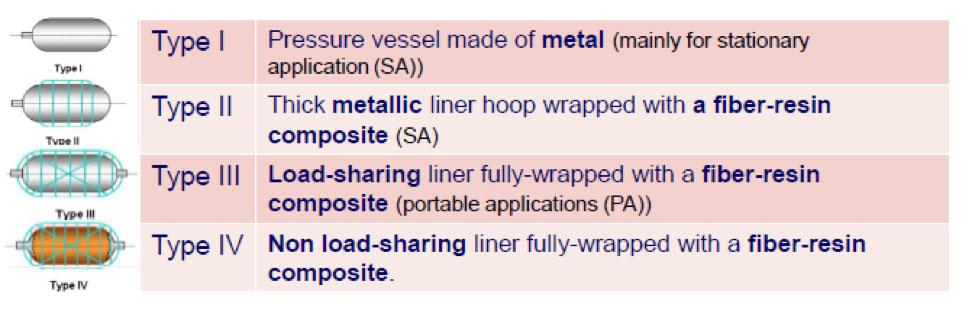 Type I
Type I
Pressure vessel made of metal (mainly for stationary
application (SA))
Type II
Type II
Thick metallic liner hoop wrapped with a fiber-resin
composite (SA)
Type III
Type III
Load-sharing liner fully-wrapped with a fiber-resin
composite (portable applications (PA))
Type IV
Type IV
Non load-sharing liner fully-wrapped with a fiber-resin
composite.